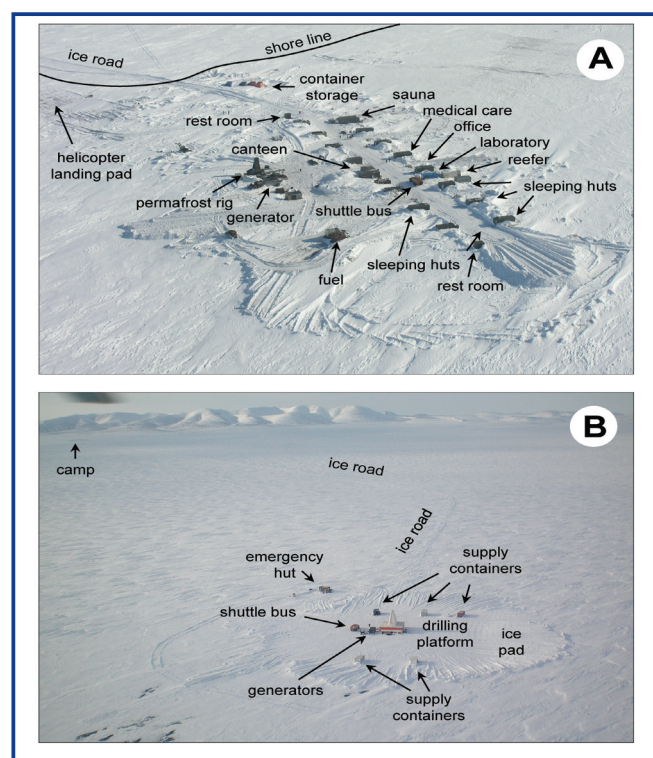 A
ice road
shore line
container
storage
sauna
rest room
medical care
office
laboratory
reefer
canteen
helicopter
landing pad
sleeping huts
permafrost rig
generator
shuttle bus
fuel
sleeping huts
rest room
B
camp
ice road
ice road
emergency
hut
supply
containers
shuttle bus
drilling
platform
ice
pad
generators
supply
containers